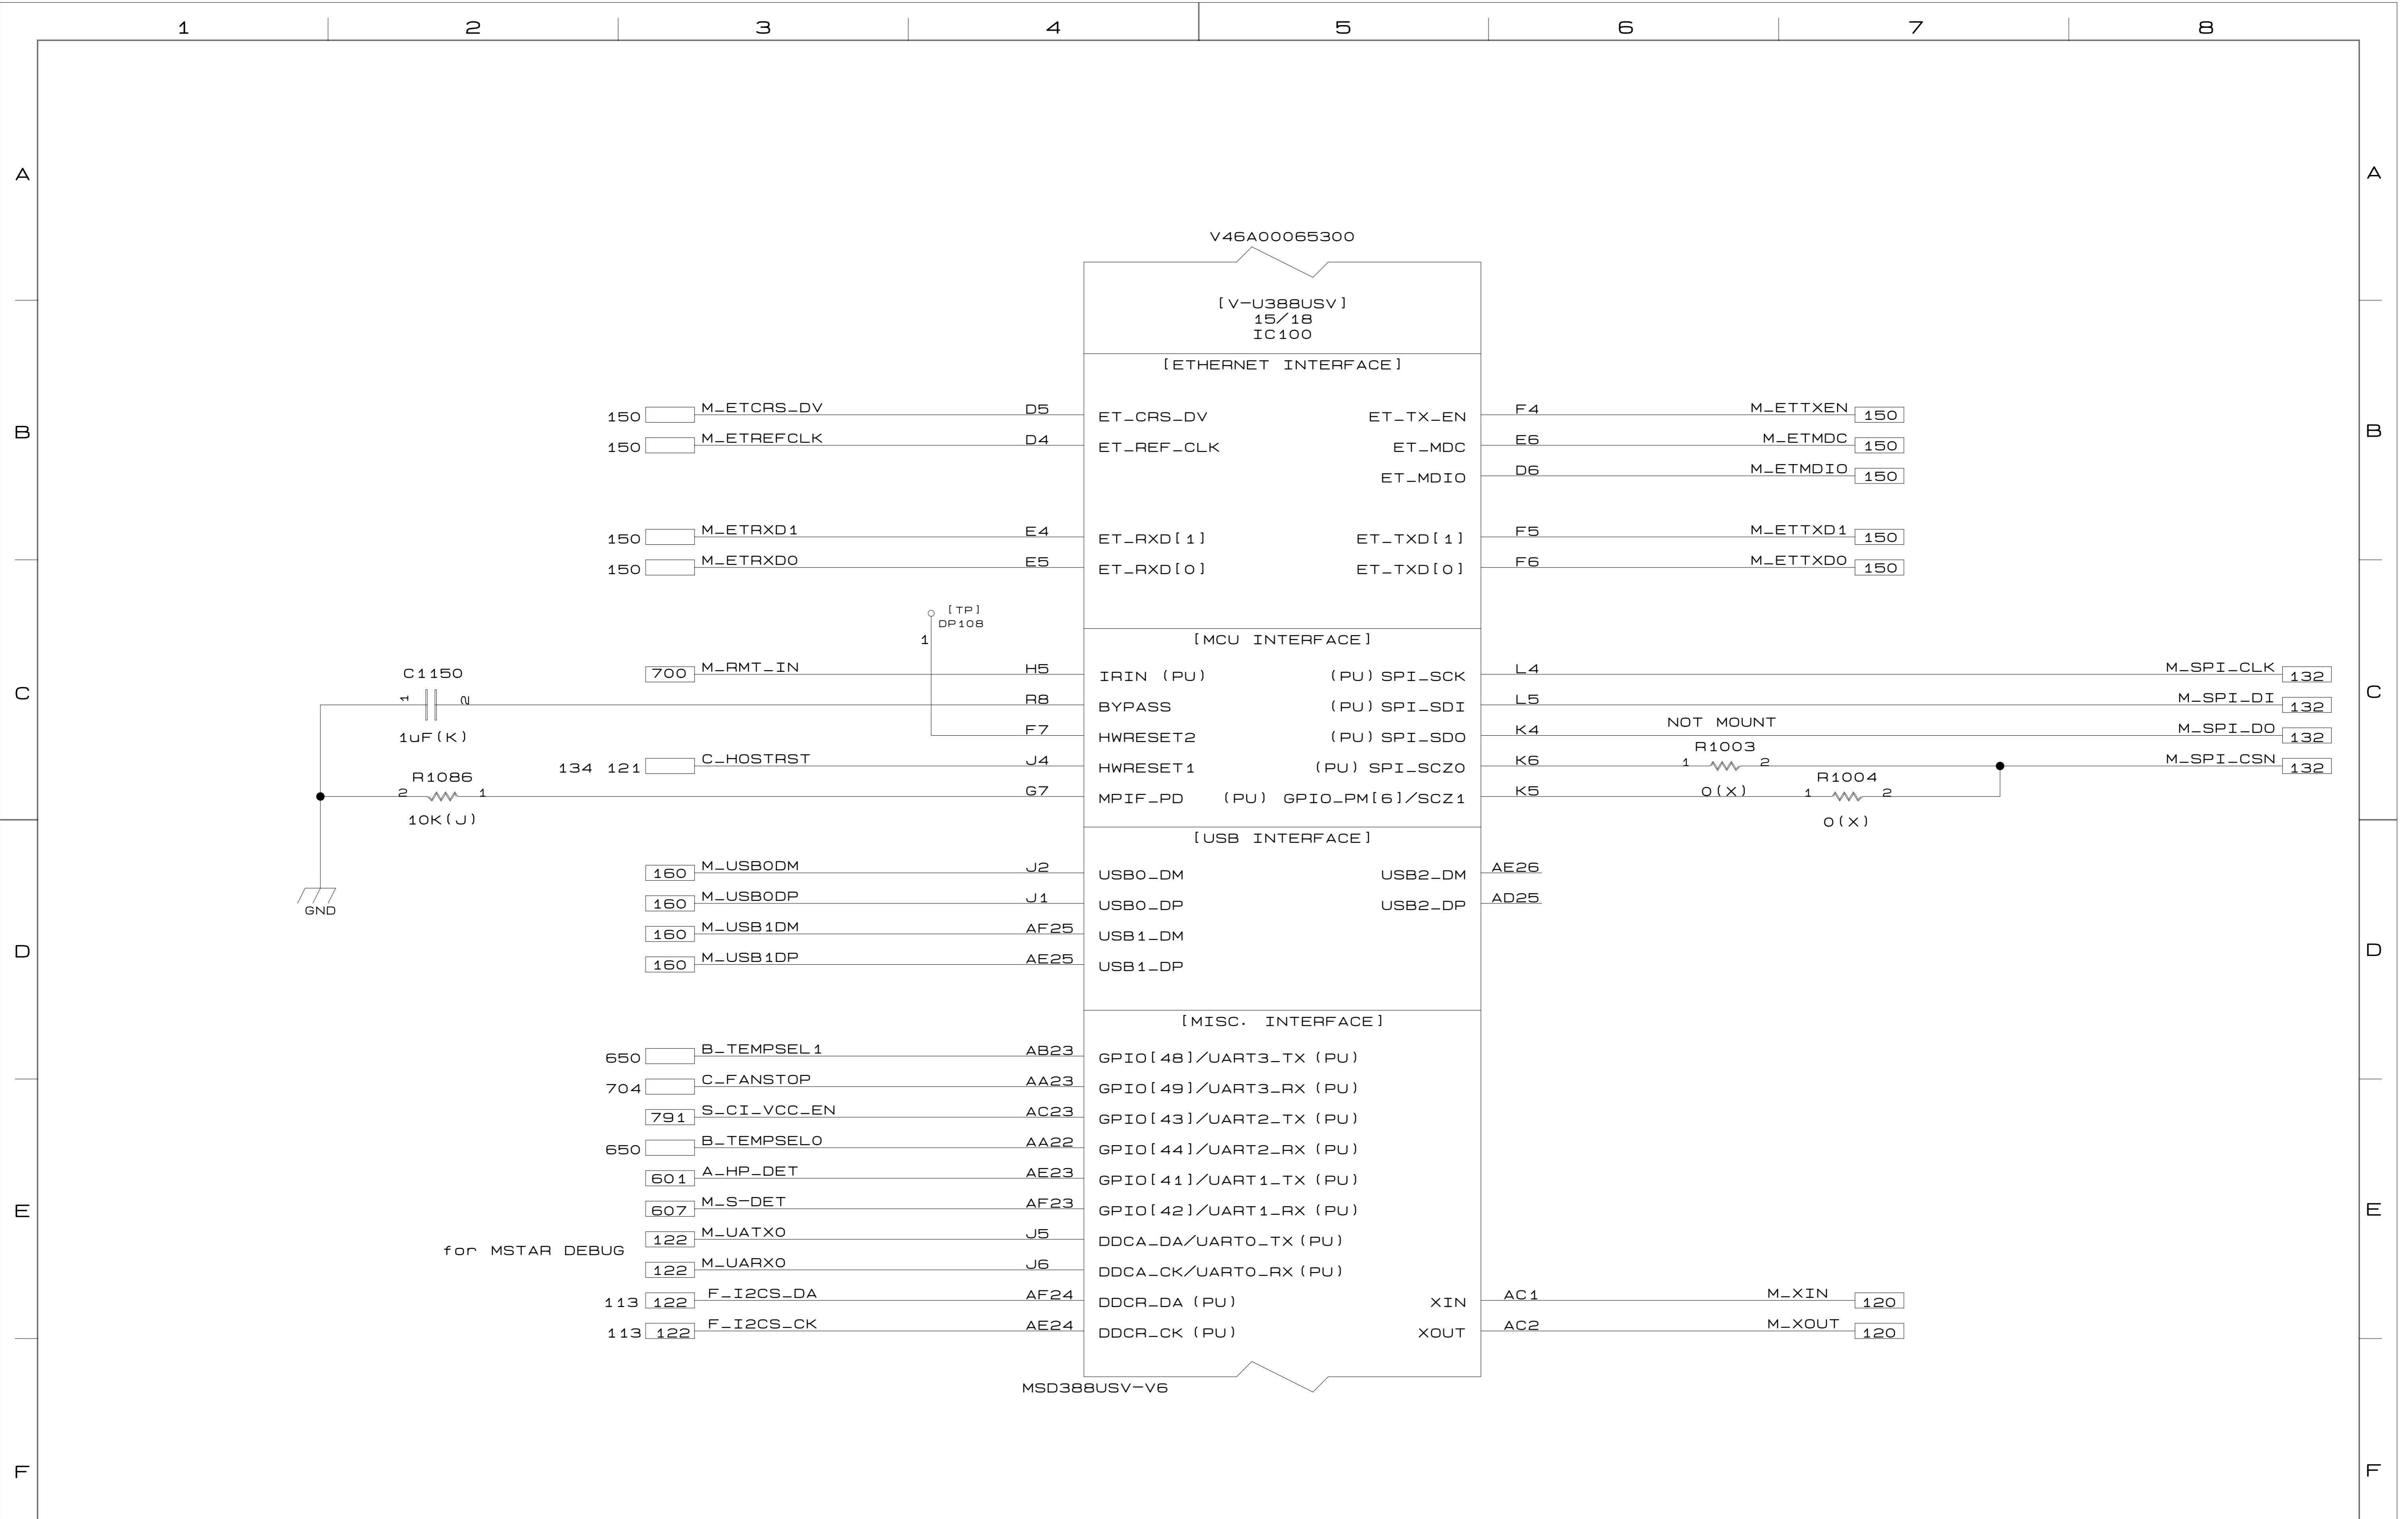 1 2 3 4 5 6 7 8
A A
V46A00065300
[V-U388USV]
15/18
IC100
[ETHERNET INTERFACE]
150 M_ETCRS_DV D5 ET_CRS_DV ET_TX_EN F4 M_ETTXEN 150
B B
150 M_ETREFCLK D4 ET_REF_CLK ET_MDC E6 M_ETMDC 150
ET_MDIO D6 M_ETMDIO 150
150 M_ETRXD1 E4 ET_RXD[1] ET_TXD[1] F5 M_ETTXD1 150
150 M_ETRXD0 E5 ET_RXD[0] ET_TXD[0] F6 M_ETTXD0 150
[TP]
DP108
1
[MCU INTERFACE]
700 M_RMT_IN H5 IRIN (PU) (PU) SPI_SCK L4 M_SPI_CLK 132
C1150
C C
1 2 R8 BYPASS (PU) SPI_SDI L5 M_SPI_DI 132
1uF(K)
NOT MOUNT
F7 HWRESET2 (PU) SPI_SDO K4 M_SPI_DO 132
134 121 C_HOSTRST J4 HWRESET1 (PU) SPI_SCZ0 K6 1 R1003 2 M_SPI_CSN 132
0(X)
R1086
2 1 G7 MPIF_PD (PU) GPIO_PM[6]/SCZ1 K5 1 R1004 2
10K(J)
0(X)
[USB INTERFACE]
160 M_USB0DM J2 USB0_DM USB2_DM AE26
160 M_USB0DP J1 USB0_DP USB2_DP AD25
GND
160 M_USB1DM AF25 USB1_DM
D D
160 M_USB1DP AE25 USB1_DP
[MISC. INTERFACE]
650 B_TEMPSEL1 AB23 GPIO[48]/UART3_TX (PU)
704 C_FANSTOP AA23 GPIO[49]/UART3_RX (PU)
791 S_CI_VCC_EN AC23 GPIO[43]/UART2_TX (PU)
650 B_TEMPSEL0 AA22 GPIO[44]/UART2_RX (PU)
601 A_HP_DET AE23 GPIO[41]/UART1_TX (PU)
E E
607 M_S-DET AF23 GPIO[42]/UART1_RX (PU)
122 M_UATX0 J5 DDCA_DA/UART0_TX (PU)
for MSTAR DEBUG
122 M_UARX0 J6 DDCA_CK/UART0_RX (PU)
113 122 F_I2CS_DA AF24 DDCR_DA (PU) XIN AC1 M_XIN 120
113 122 F_I2CS_CK AE24 DDCR_CK (PU) XOUT AC2 M_XOUT 120
MSD388USV-V6
F F